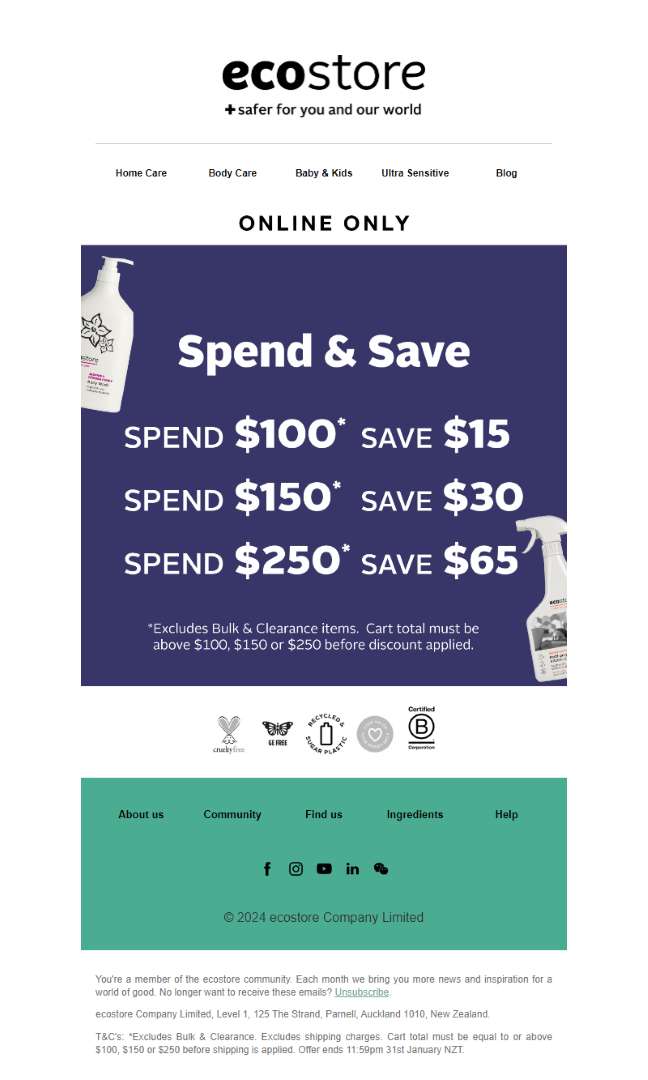 ecostore
+safer for you and our world
Home Care Body Care Baby & Kids Ultra Sensitive Blog
ONLINE ONLY
Spend & Save
SPEND $100* SAVE $15
SPEND $150* SAVE $30
SPEND $250* SAVE $65
*Excludes Bulk & Clearance items. Cart total must be
above $100, $150 or $250 before discount applied.
crueltyfree
GE FREE
RECYCLED & SUGAR PLASTIC
Certified
B
Corporation
About us Community Find us Ingredients Help
© 2024 ecostore Company Limited
You're a member of the ecostore community. Each month we bring you more news and inspiration for a
world of good. No longer want to receive these emails? Unsubscribe.
ecostore Company Limited, Level 1, 125 The Strand, Parnell, Auckland 1010, New Zealand.
T&C's: *Excludes Bulk & Clearance. Excludes shipping charges. Cart total must be equal to or above
$100, $150 or $250 before shipping is applied. Offer ends 11:59pm 31st January NZT.